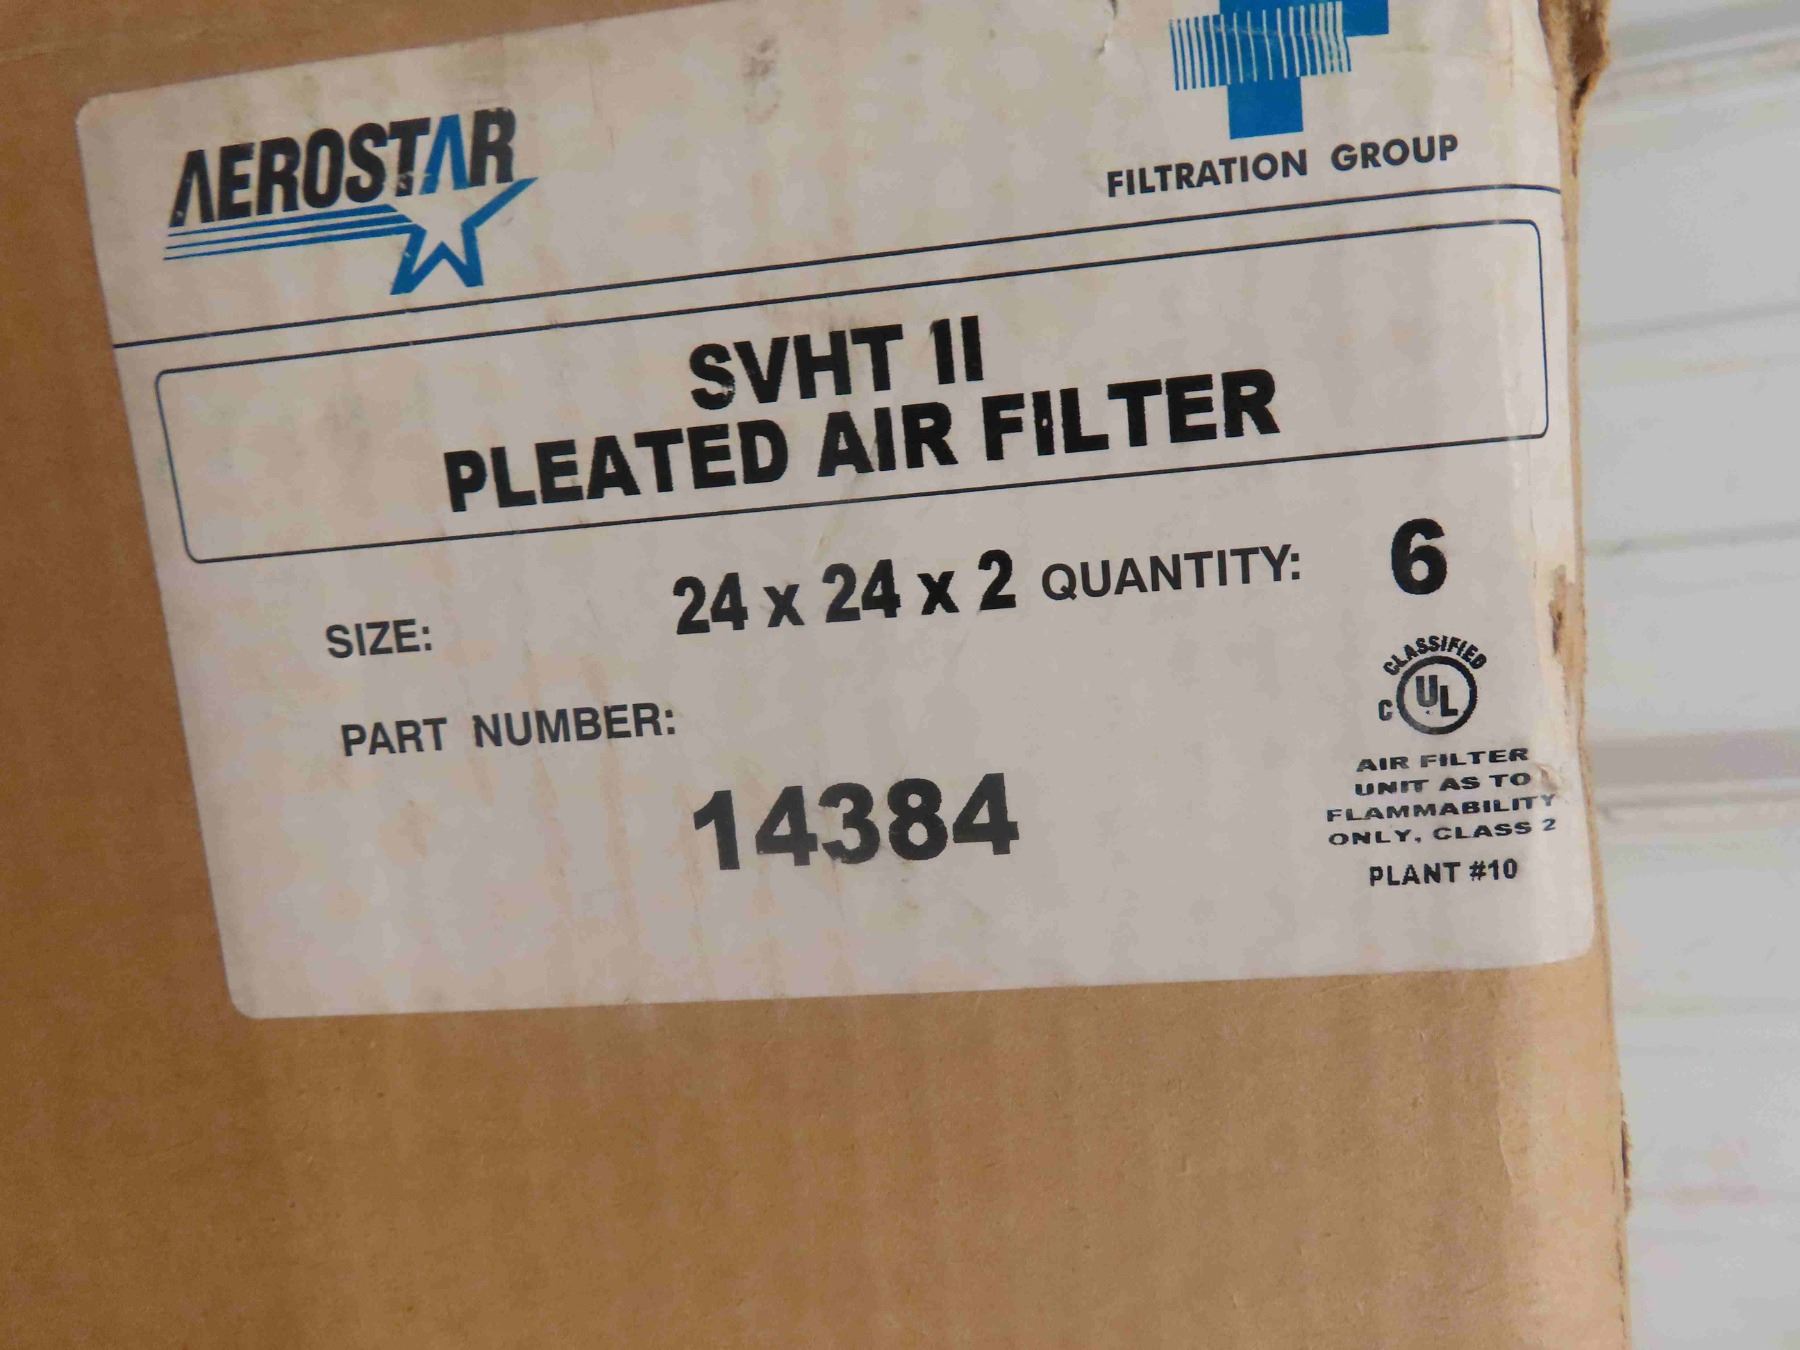 AEROSTAR
FILTRATION GROUP
SVHT II
PLEATED AIR FILTER
SIZE: 24 x 24 x 2 QUANTITY: 6
PART NUMBER:
14384
CLASSIFIED
C UL
AIR FILTER
UNIT AS TO
FLAMMABILITY
ONLY, CLASS 2
PLANT #10